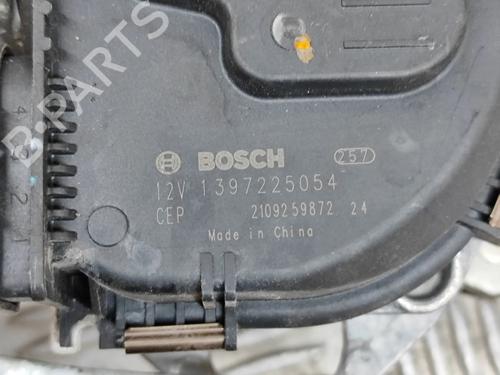 B-PARTS
BOSCH 257
12V 1397225054
CEP 2109259872 24
Made in China